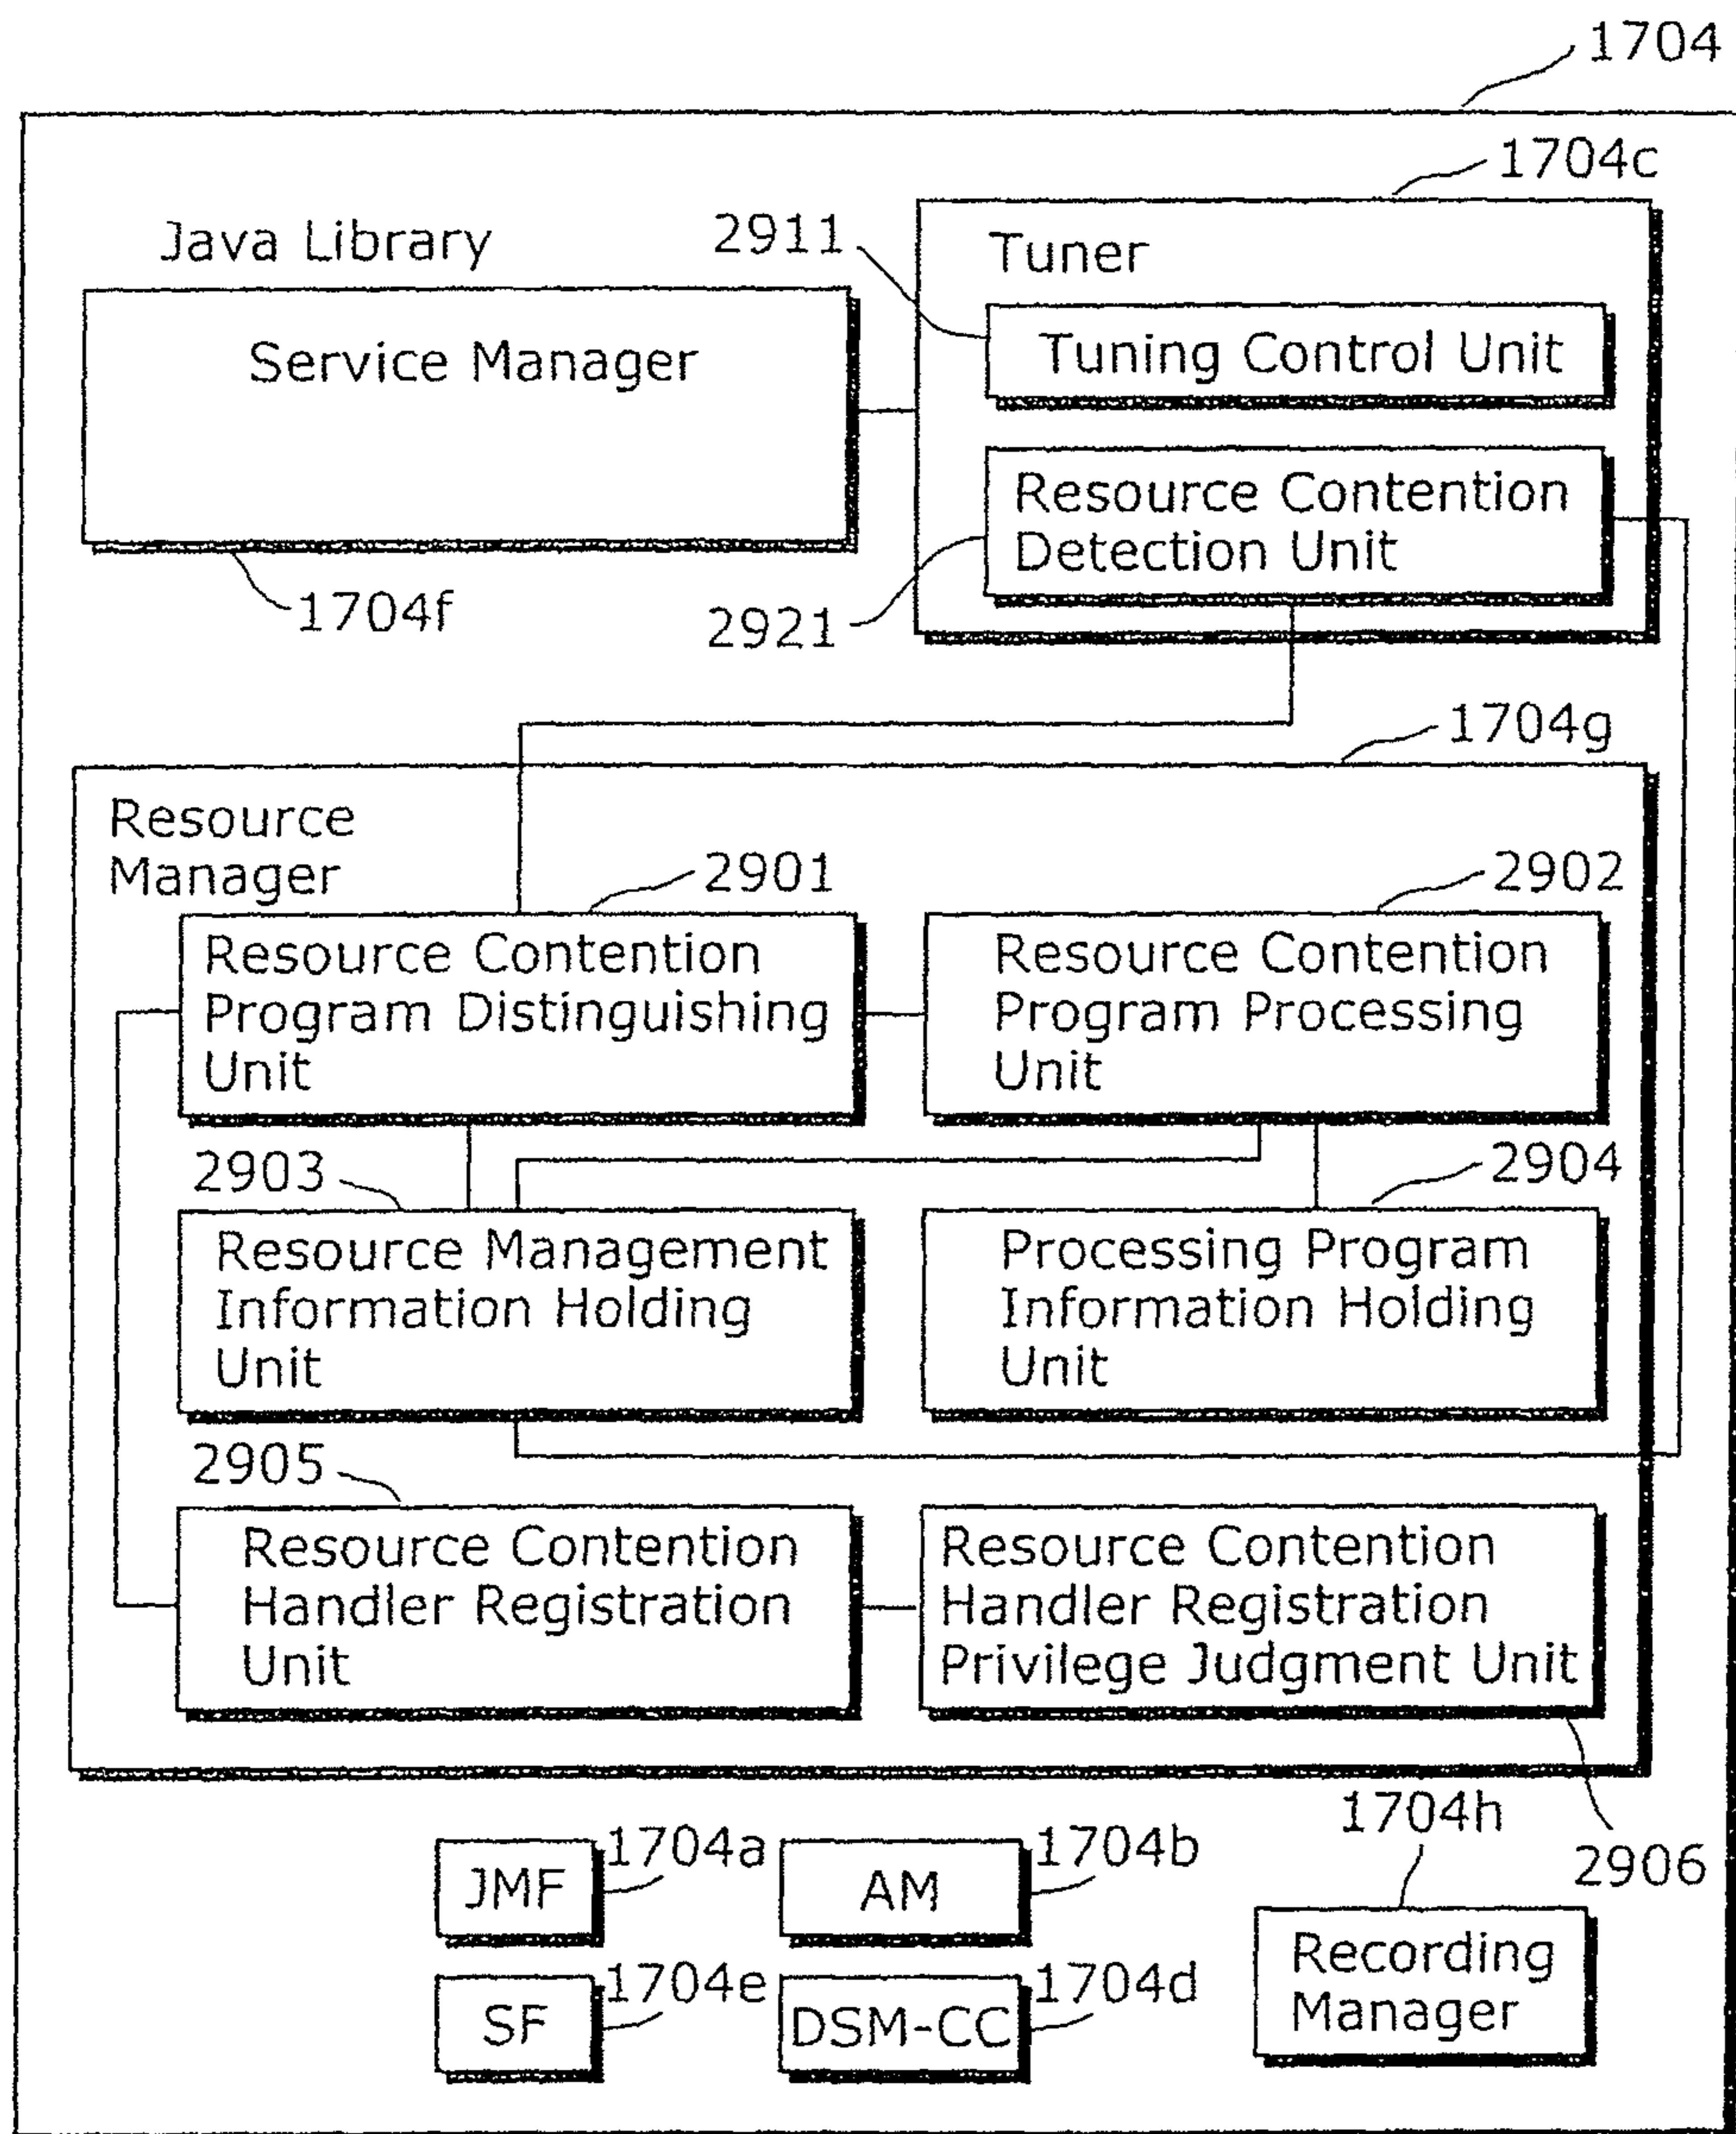 1704
1704c
Java Library
2911
Tuner
Service Manager
Tuning Control Unit
Resource Contention
Detection Unit
1704f
2921
1704g
Resource
Manager
2901
2902
Resource Contention
Program Distinguishing
Unit
Resource Contention
Program Processing
Unit
2903
2904
Resource Management
Information Holding
Unit
Processing Program
Information Holding
Unit
2905
Resource Contention
Handler Registration
Unit
Resource Contention
Handler Registration
Privilege Judgment Unit
1704h
2906
JMF
1704a
AM
1704b
SF
1704e
DSM-CC
1704d
Recording
Manager